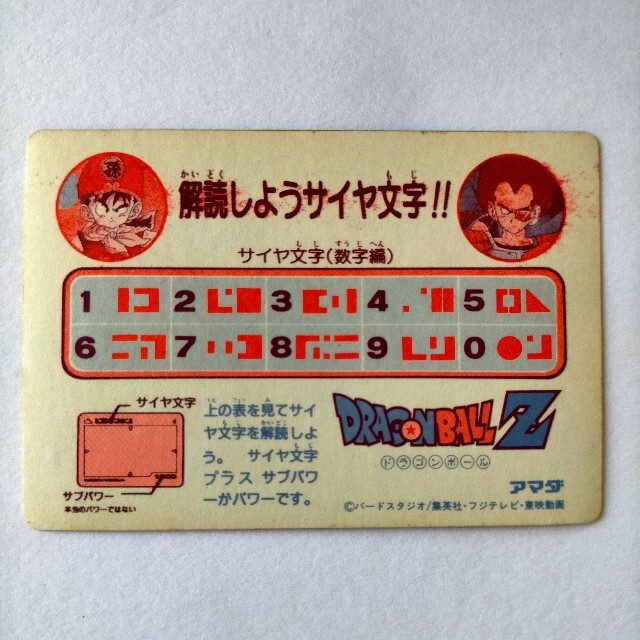 孫
解読しようサイヤ文字!!
サイヤ文字(数字編)
1 2 3 4 5
6 7 8 9 0
サイヤ文字
サブパワー
本当のパワーではない
上の表を見てサイ
ヤ文字を解読しよ
う。 サイヤ文字
プラス サブパワ
ーがパワーです。
DRAGONBALL Z
ドラゴンボール
アマダ
©バードスタジオ/集英社・フジテレビ・東映動画